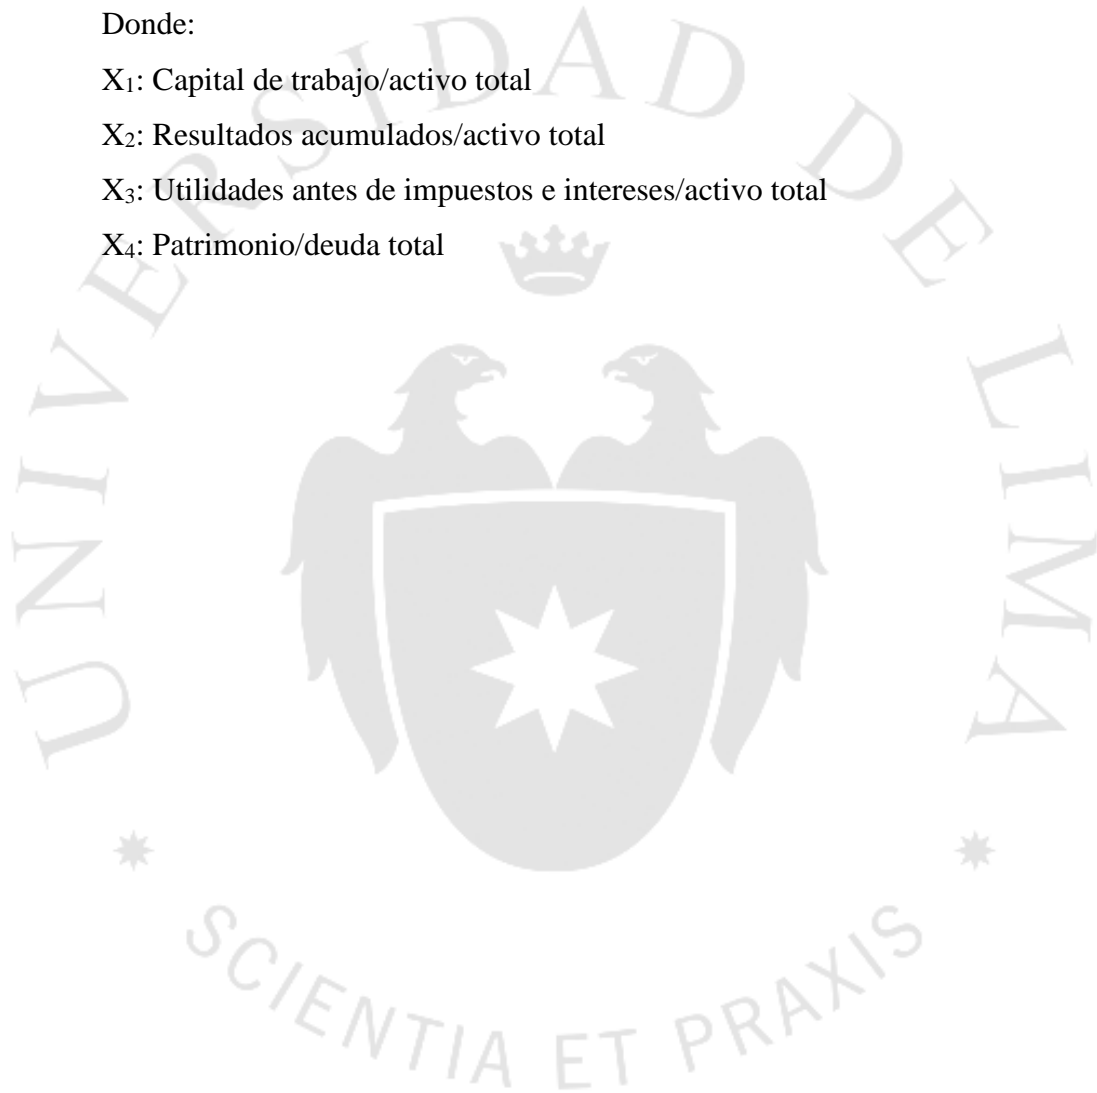 Donde:
X₁: Capital de trabajo/activo total
X₂: Resultados acumulados/activo total
X₃: Utilidades antes de impuestos e intereses/activo total
X₄: Patrimonio/deuda total
UNIVERSIDAD DE LIMA
SCIENTIA ET PRAXIS